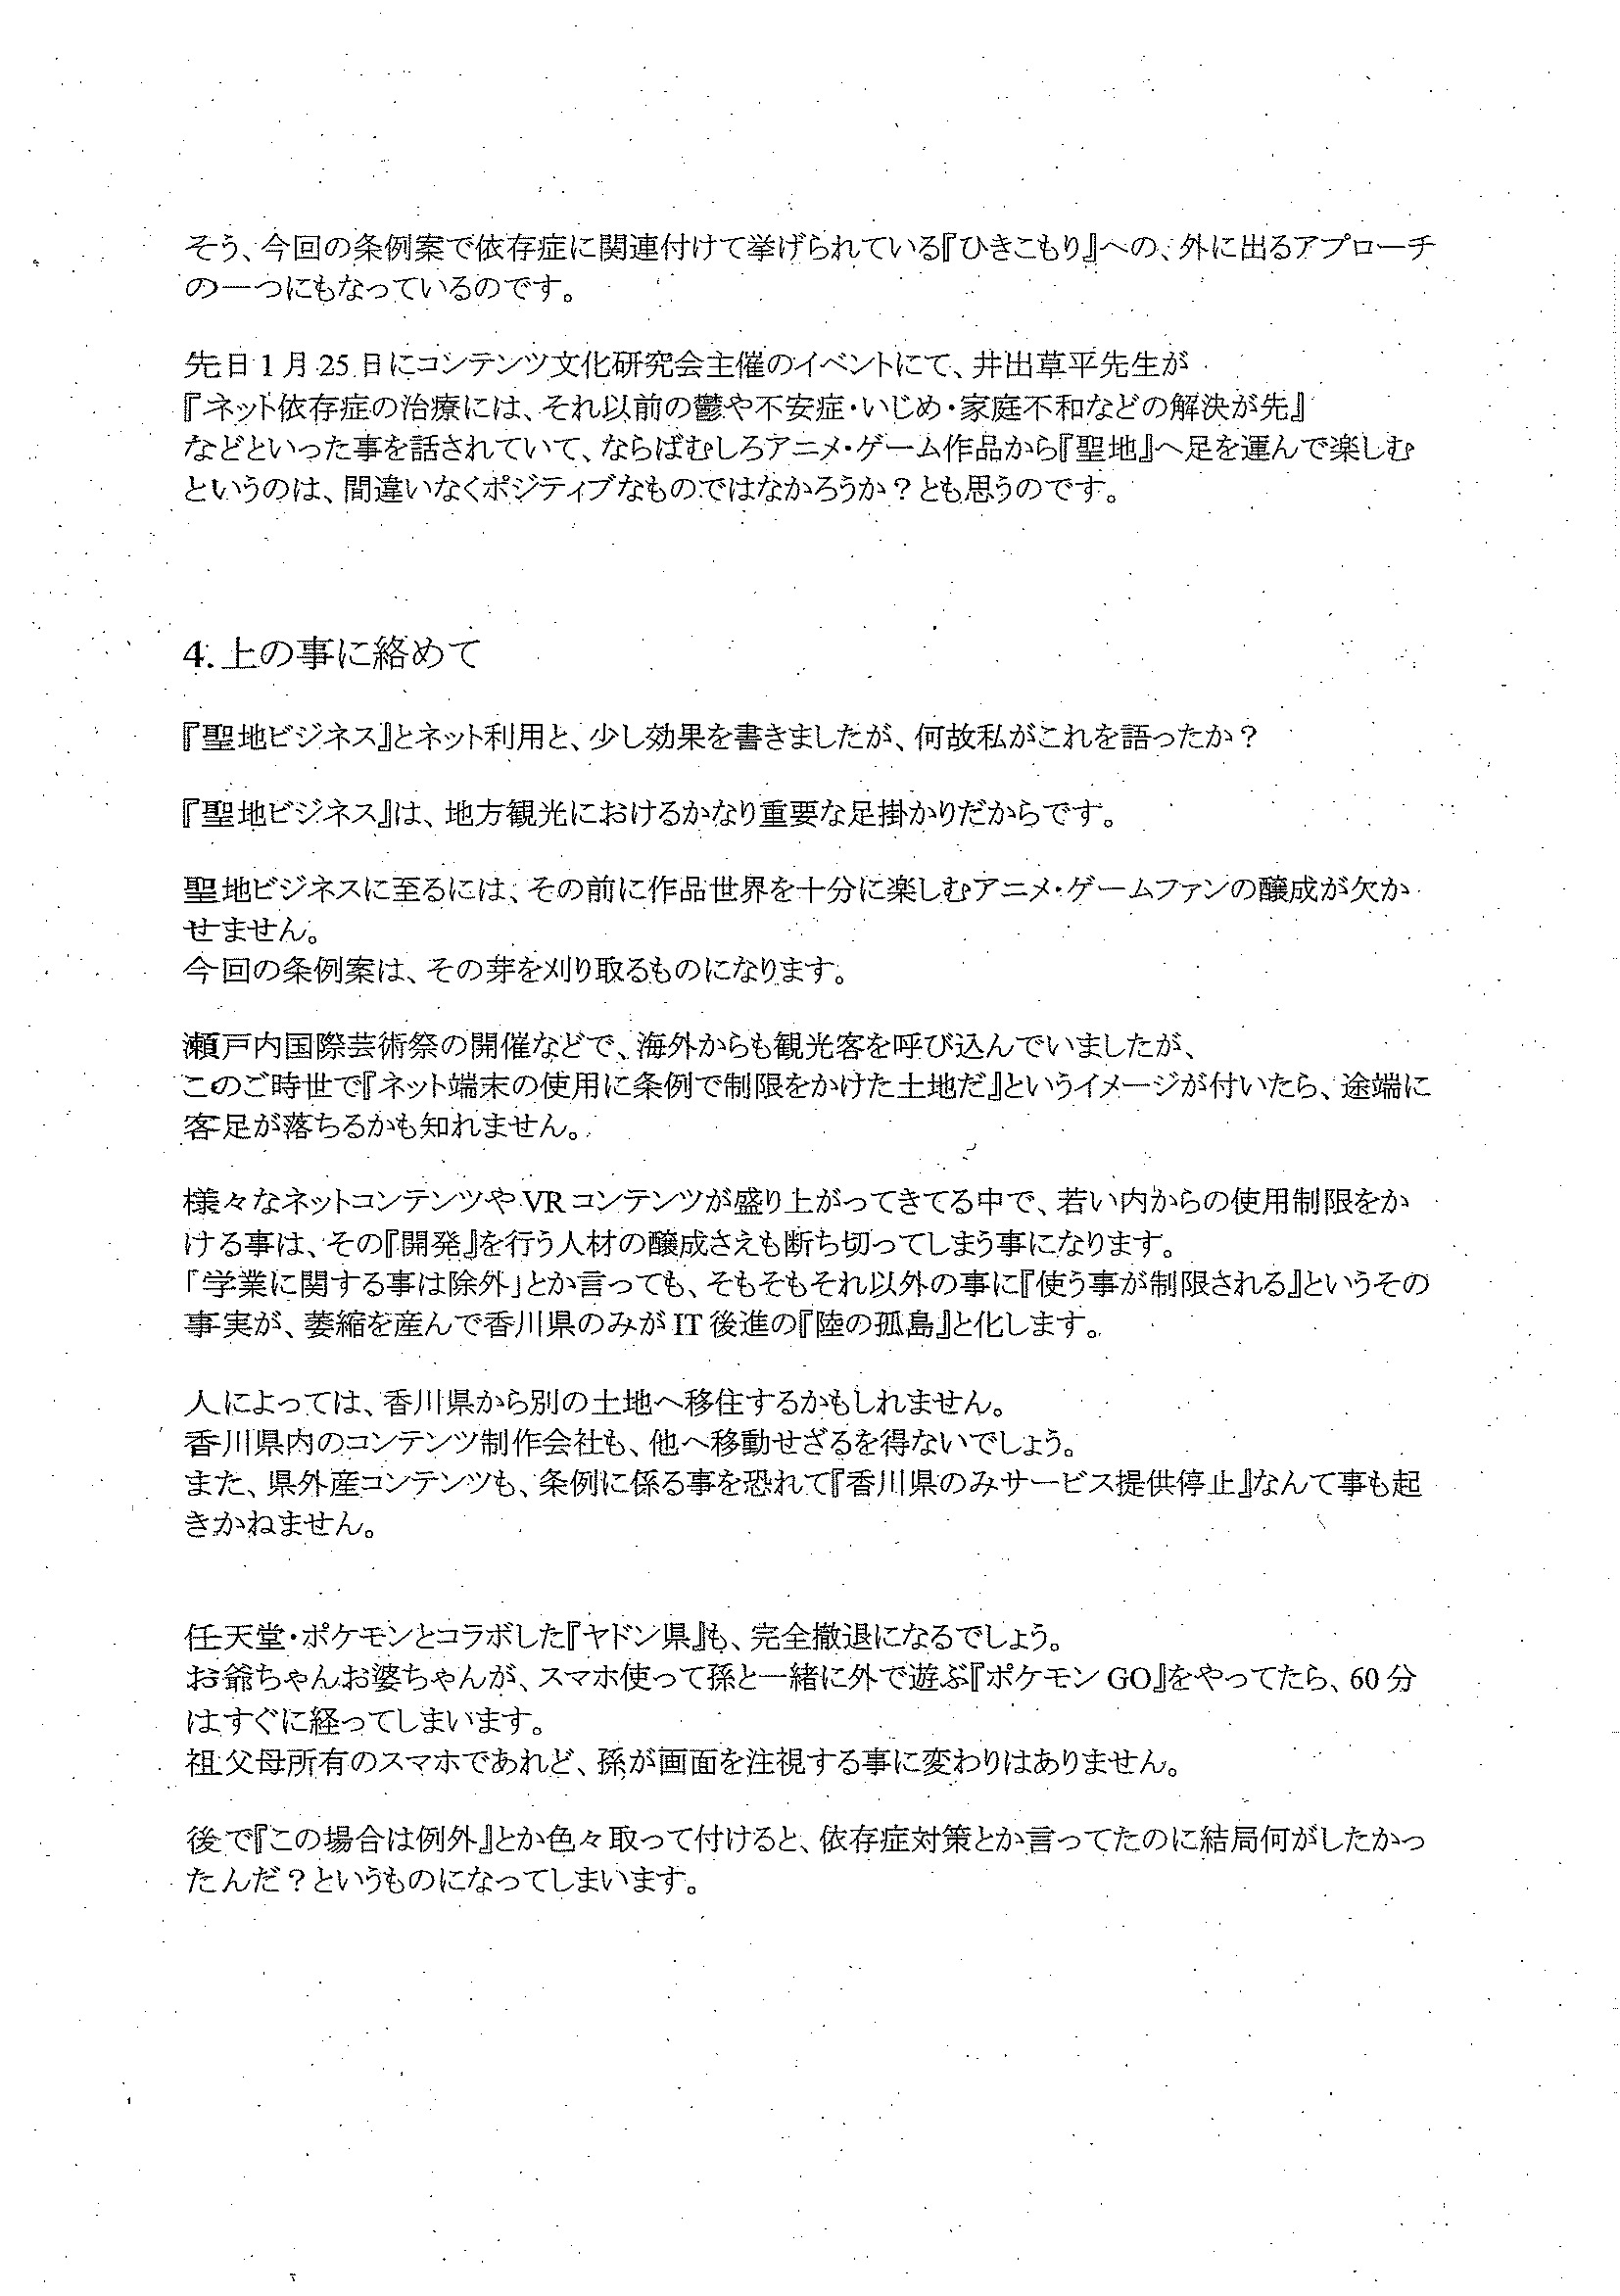 そう、今回の条例案で依存症に関連付けて挙げられている『ひきこもり』への、外に出るアプローチ
の一つにもなっているのです。
先日1月25日にコンテンツ文化研究会主催のイベントにて、井出草平先生が
『ネット依存症の治療には、それ以前の鬱や不安症・いじめ・家庭不和などの解決が先』
などといった事を話されていて、ならばむしろアニメ・ゲーム作品から『聖地』へ足を運んで楽しむ
というのは、間違いなくポジティブなものではなかろうか？とも思うのです。
4. 上の事に絡めて
『聖地ビジネス』とネット利用と、少し効果を書きましたが、何故私がこれを語ったか？
『聖地ビジネス』は、地方観光におけるかなり重要な足掛かりだからです。
聖地ビジネスに至るには、その前に作品世界を十分に楽しむアニメ・ゲームファンの醸成が欠か
せません。
今回の条例案は、その芽を刈り取るものになります。
瀬戸内国際芸術祭の開催などで、海外からも観光客を呼び込んでいましたが、
このご時世で『ネット端末の使用に条例で制限をかけた土地だ』というイメージが付いたら、途端に
客足が落ちるかも知れません。
様々なネットコンテンツやVRコンテンツが盛り上がってきてる中で、若い内からの使用制限をか
ける事は、その『開発』を行う人材の醸成さえも断ち切ってしまう事になります。
「学業に関する事は除外」とか言っても、そもそもそれ以外の事に『使う事が制限される』というその
事実が、萎縮を産んで香川県のみがIT後進の『陸の孤島』と化します。
人によっては、香川県から別の土地へ移住するかもしれません。
香川県内のコンテンツ制作会社も、他へ移動せざるを得ないでしょう。
また、県外産コンテンツも、条例に係る事を恐れて『香川県のみサービス提供停止』なんて事も起
きかねません。
任天堂・ポケモンとコラボした『ヤドン県』も、完全撤退になるでしょう。
お爺ちゃんお婆ちゃんが、スマホ使って孫と一緒に外で遊ぶ『ポケモンGO』をやってたら、60分
はすぐに経ってしまいます。
祖父母所有のスマホであれど、孫が画面を注視する事に変わりはありません。
後で『この場合は例外』とか色々取って付けると、依存症対策とか言ってたのに結局何がしたかっ
たんだ？というものになってしまいます。